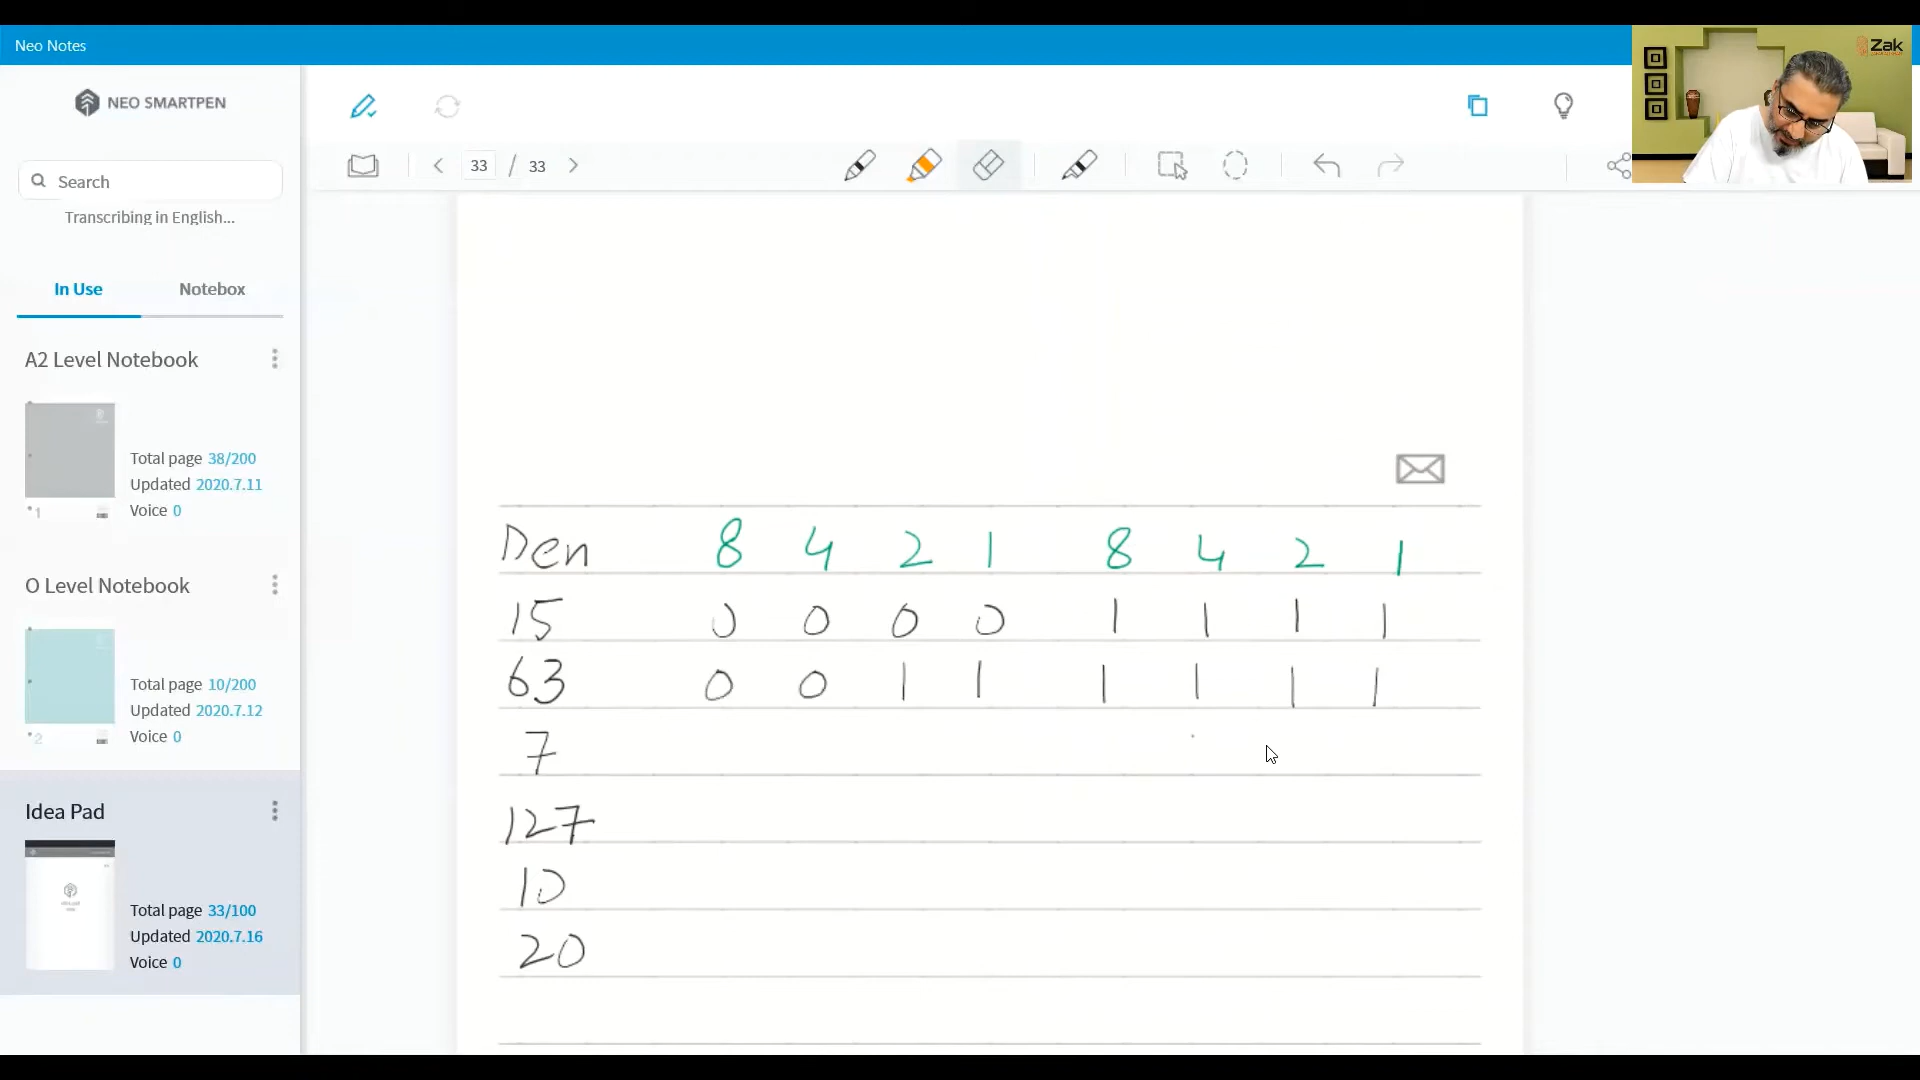 Neo Notes
Zak
NEO SMARTPEN
33 / 33
Search
Transcribing in English...
In Use Notebox
A2 Level Notebook
Total page 38/200
Updated 2020.7.11
Voice 0
1
O Level Notebook
Total page 10/200
Updated 2020.7.12
Voice 0
2
Idea Pad
Total page 33/100
Updated 2020.7.16
Voice 0
Den 8 4 2 1 8 4 2 1
15 0 0 0 0 1 1 1 1
63 0 0 1 1 1 1 1 1
7
127
10
20